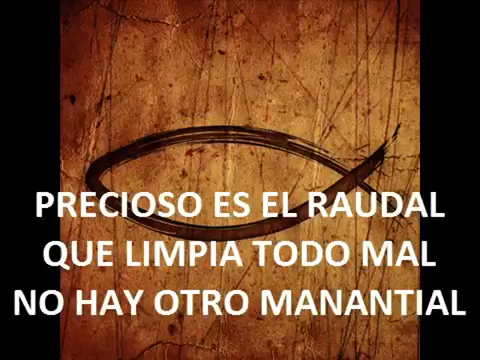 PRECIOSO ES EL RAUDAL
QUE LIMPIA TODO MAL
NO HAY OTRO MANANTIAL